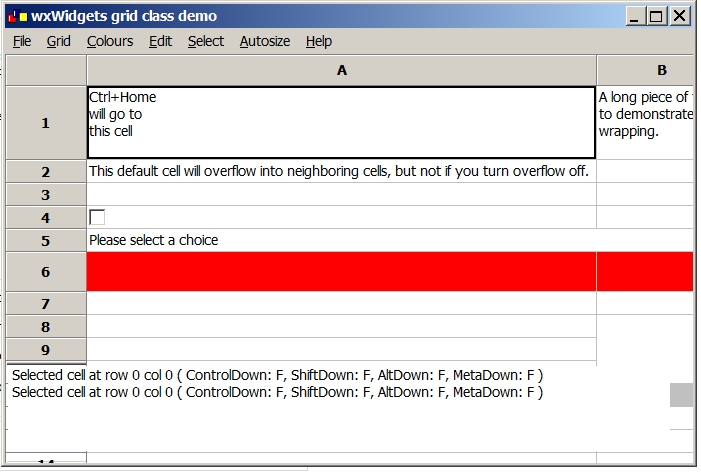 wxWidgets grid class demo
File Grid Colours Edit Select Autosize Help
A B
1
Ctrl+Home
will go to
this cell
A long piece of
to demonstrate
wrapping.
2 This default cell will overflow into neighboring cells, but not if you turn overflow off.
3
4
5 Please select a choice
6
7
8
9
Selected cell at row 0 col 0 ( ControlDown: F, ShiftDown: F, AltDown: F, MetaDown: F )
Selected cell at row 0 col 0 ( ControlDown: F, ShiftDown: F, AltDown: F, MetaDown: F )